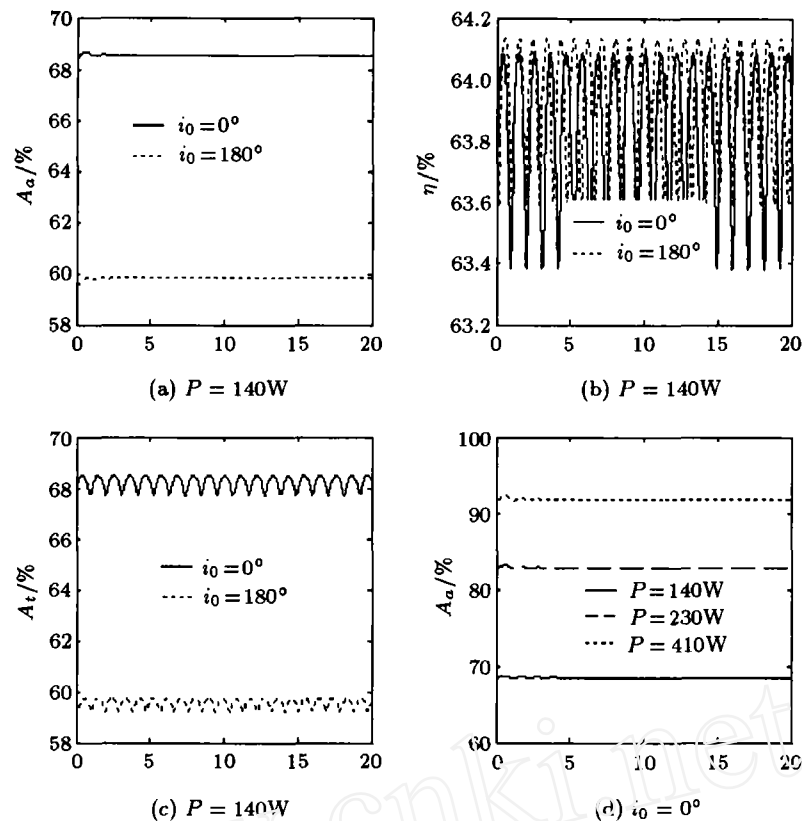 (a) P = 140W
A_a/%
70
68
66
64
62
60
58
0 5 10 15 20
i_0 = 0°
i_0 = 180°
(b) P = 140W
η/%
64.2
64.0
63.8
63.6
63.4
63.2
0 5 10 15 20
i_0 = 0°
i_0 = 180°
(c) P = 140W
A_t/%
70
68
66
64
62
60
58
0 5 10 15 20
i_0 = 0°
i_0 = 180°
(d) i_0 = 0°
A_a/%
100
90
80
70
60
0 5 10 15 20
P = 140W
P = 230W
P = 410W
cnki.net